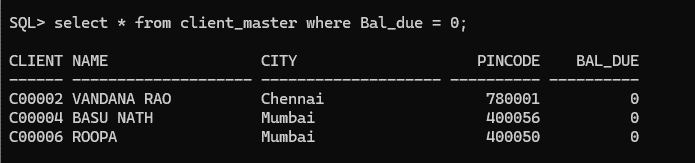 SQL> select * from client_master where Bal_due = 0;
CLIENT NAME                 CITY                    PINCODE    BAL_DUE
------ -------------------- -------------------- ---------- ----------
C00002 VANDANA RAO          Chennai                  780001          0
C00004 BASU NATH            Mumbai                   400056          0
C00006 ROOPA                Mumbai                   400050          0